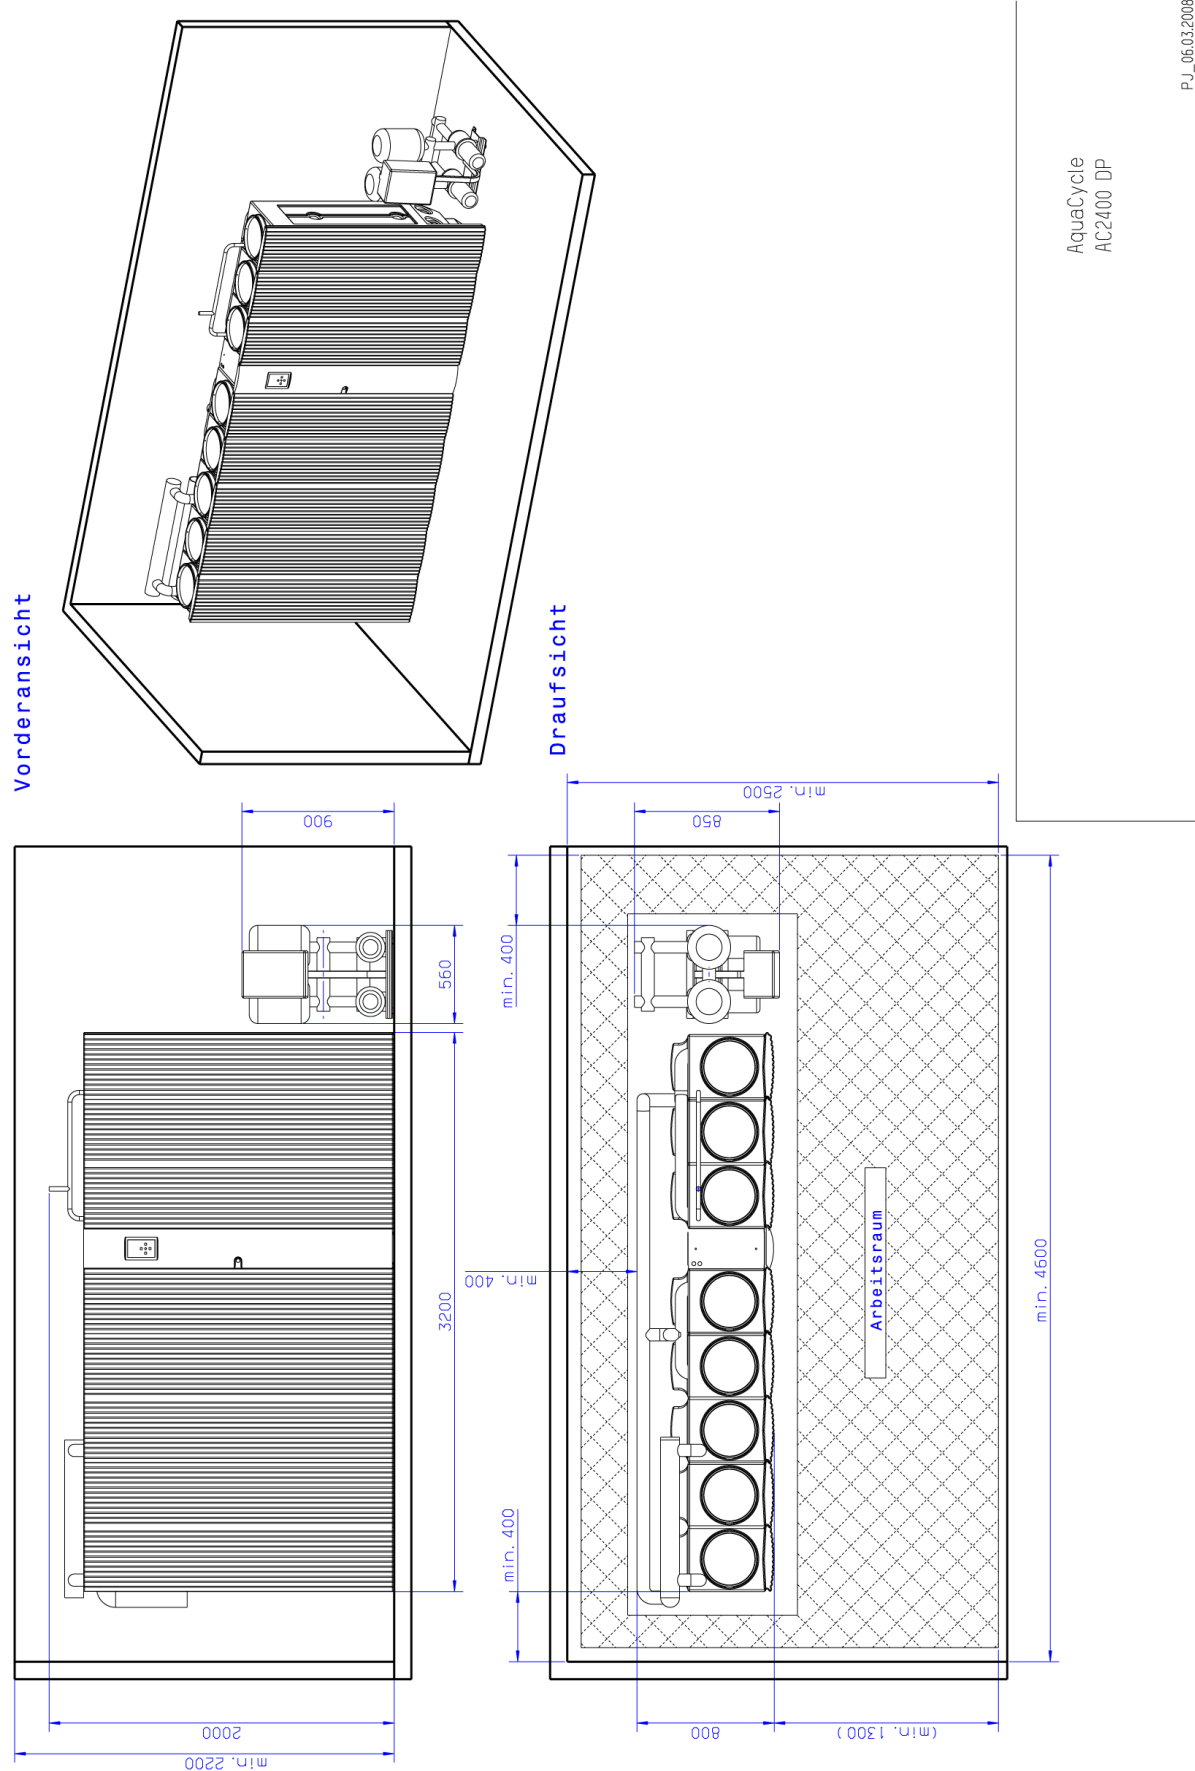 Vorderansicht
min. 2200
2000
900
560
3200
Draufsicht
min. 2500
850
min. 400
min. 400
min. 400
800
(min. 1300 )
min. 4600
Arbeitsraum
AquaCycle
AC2400 DP
PJ_06.03.2008